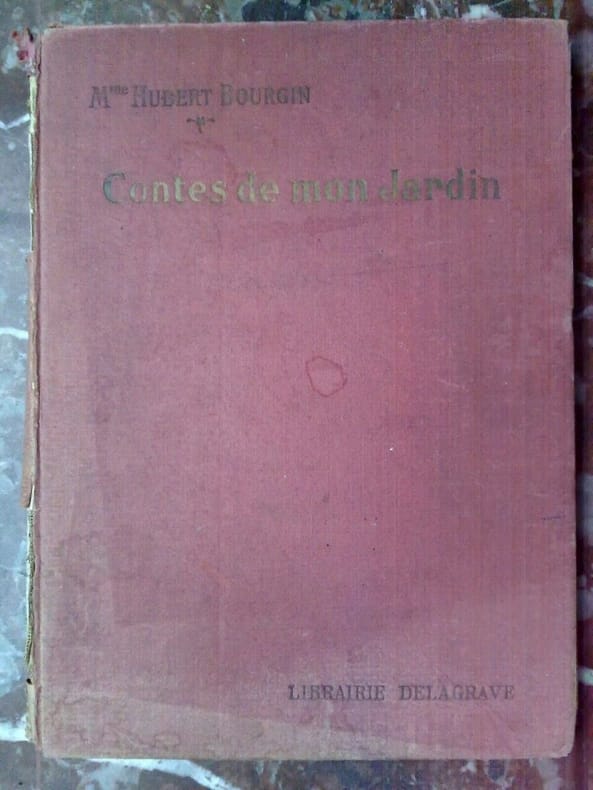 Mme HUBERT BOURGIN
Contes de mon Jardin
LIBRAIRIE DELAGRAVE